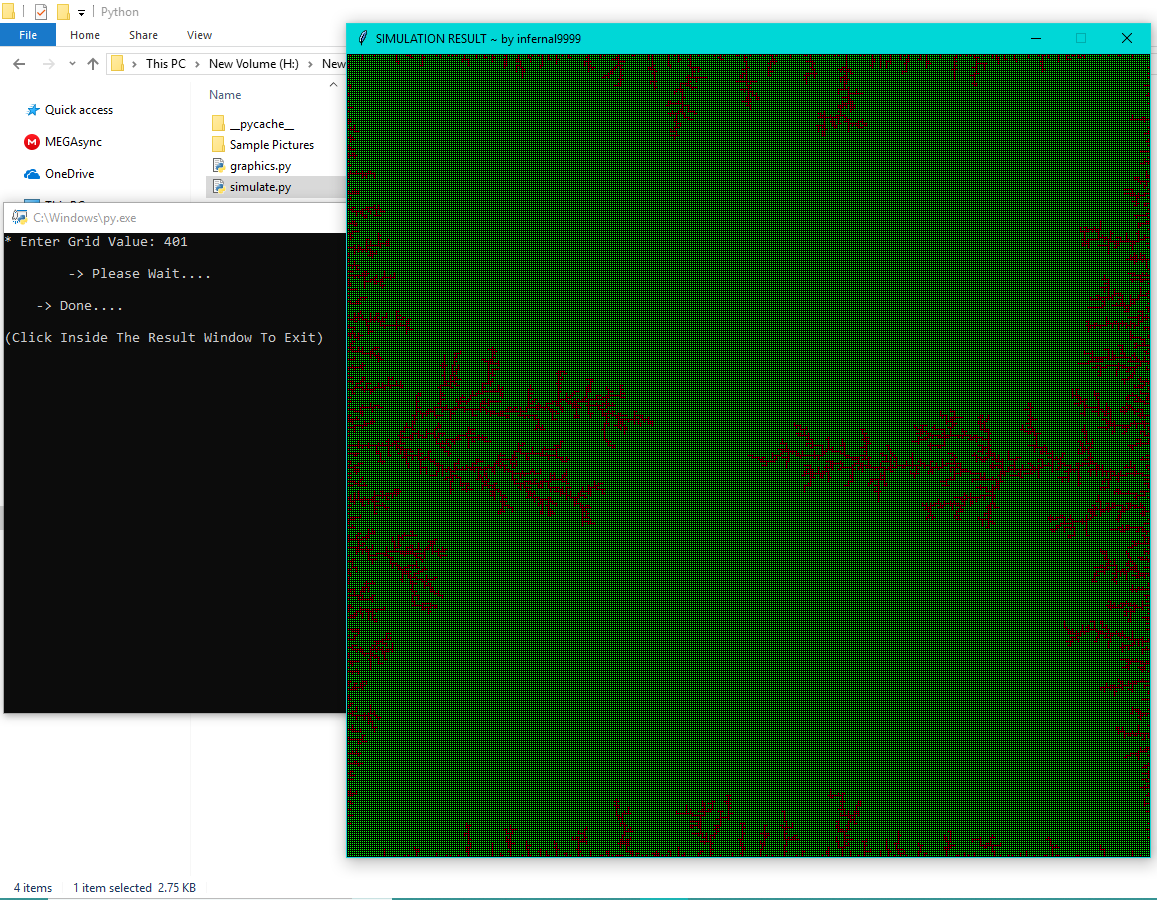 Python
File Home Share View
This PC New Volume (H:) New
Name
Quick access
MEGAsync
OneDrive
__pycache__
Sample Pictures
graphics.py
simulate.py
C:\Windows\py.exe
* Enter Grid Value: 401
-> Please Wait....
-> Done....
(Click Inside The Result Window To Exit)
SIMULATION RESULT ~ by infernal9999
4 items 1 item selected 2.75 KB